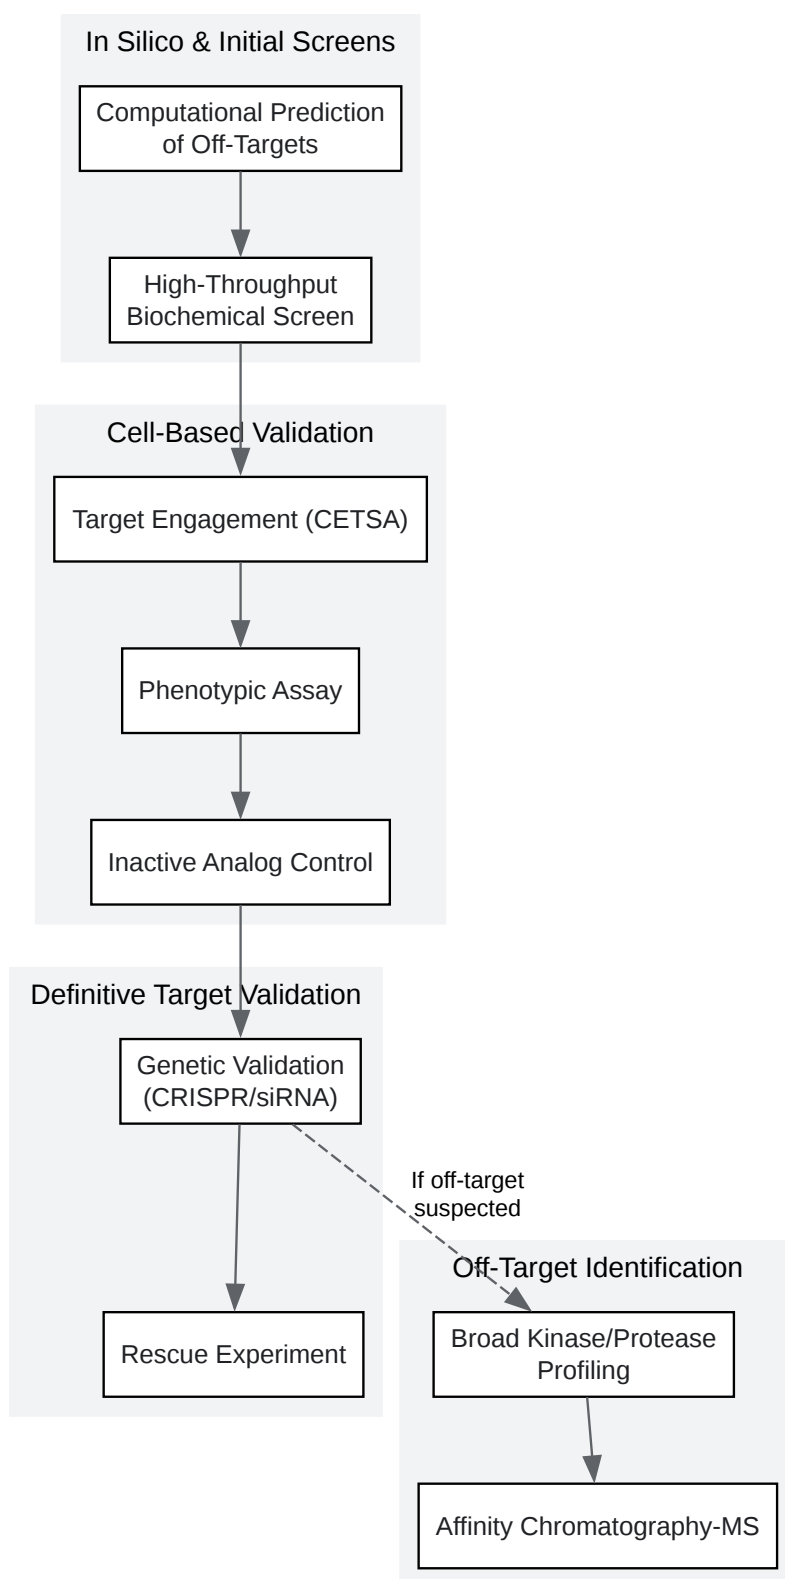 In Silico & Initial Screens
Computational Prediction
of Off-Targets
High-Throughput
Biochemical Screen
Cell-Based Validation
Target Engagement (CETSA)
Phenotypic Assay
Inactive Analog Control
Definitive Target Validation
Genetic Validation
(CRISPR/siRNA)
If off-target
suspected
Off-Target Identification
Rescue Experiment
Broad Kinase/Protease
Profiling
Affinity Chromatography-MS